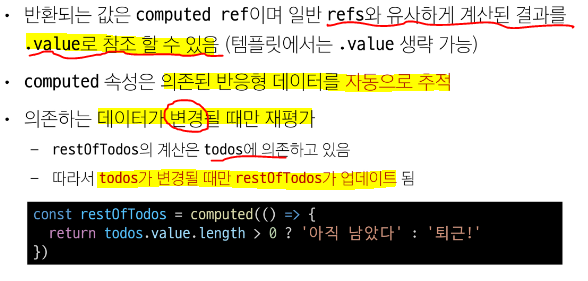 • 반환되는 값은 computed ref이며 일반 refs와 유사하게 계산된 결과를
.value로 참조 할 수 있음 (템플릿에서는 .value 생략 가능)
• computed 속성은 의존된 반응형 데이터를 자동으로 추적
• 의존하는 데이터가 변경될 때만 재평가
– restOfTodos의 계산은 todos에 의존하고 있음
– 따라서 todos가 변경될 때만 restOfTodos가 업데이트 됨
const restOfTodos = computed(() => {
  return todos.value.length > 0 ? '아직 남았다' : '퇴근!'
})